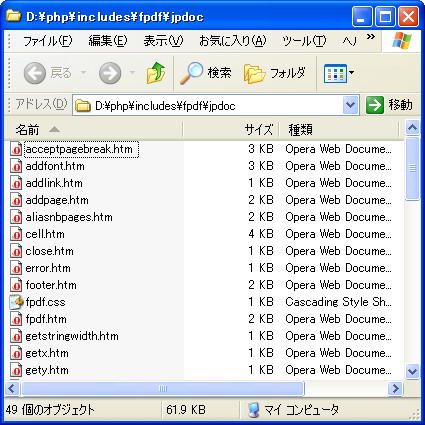 D:¥php¥includes¥fpdf¥jpdoc
ファイル(F) 編集(E) 表示(V) お気に入り(A) ツール(T) ヘ »
戻る 検索 フォルダ
アドレス(D) D:¥php¥includes¥fpdf¥jpdoc 移動
名前 サイズ 種類
acceptpagebreak.htm 3 KB Opera Web Docume...
addfont.htm 3 KB Opera Web Docume...
addlink.htm 1 KB Opera Web Docume...
addpage.htm 2 KB Opera Web Docume...
aliasnbpages.htm 2 KB Opera Web Docume...
cell.htm 4 KB Opera Web Docume...
close.htm 1 KB Opera Web Docume...
error.htm 1 KB Opera Web Docume...
footer.htm 2 KB Opera Web Docume...
fpdf.css 1 KB Cascading Style Sh...
fpdf.htm 2 KB Opera Web Docume...
getstringwidth.htm 1 KB Opera Web Docume...
getx.htm 1 KB Opera Web Docume...
gety.htm 1 KB Opera Web Docume...
49 個のオブジェクト 61.9 KB マイ コンピュータ